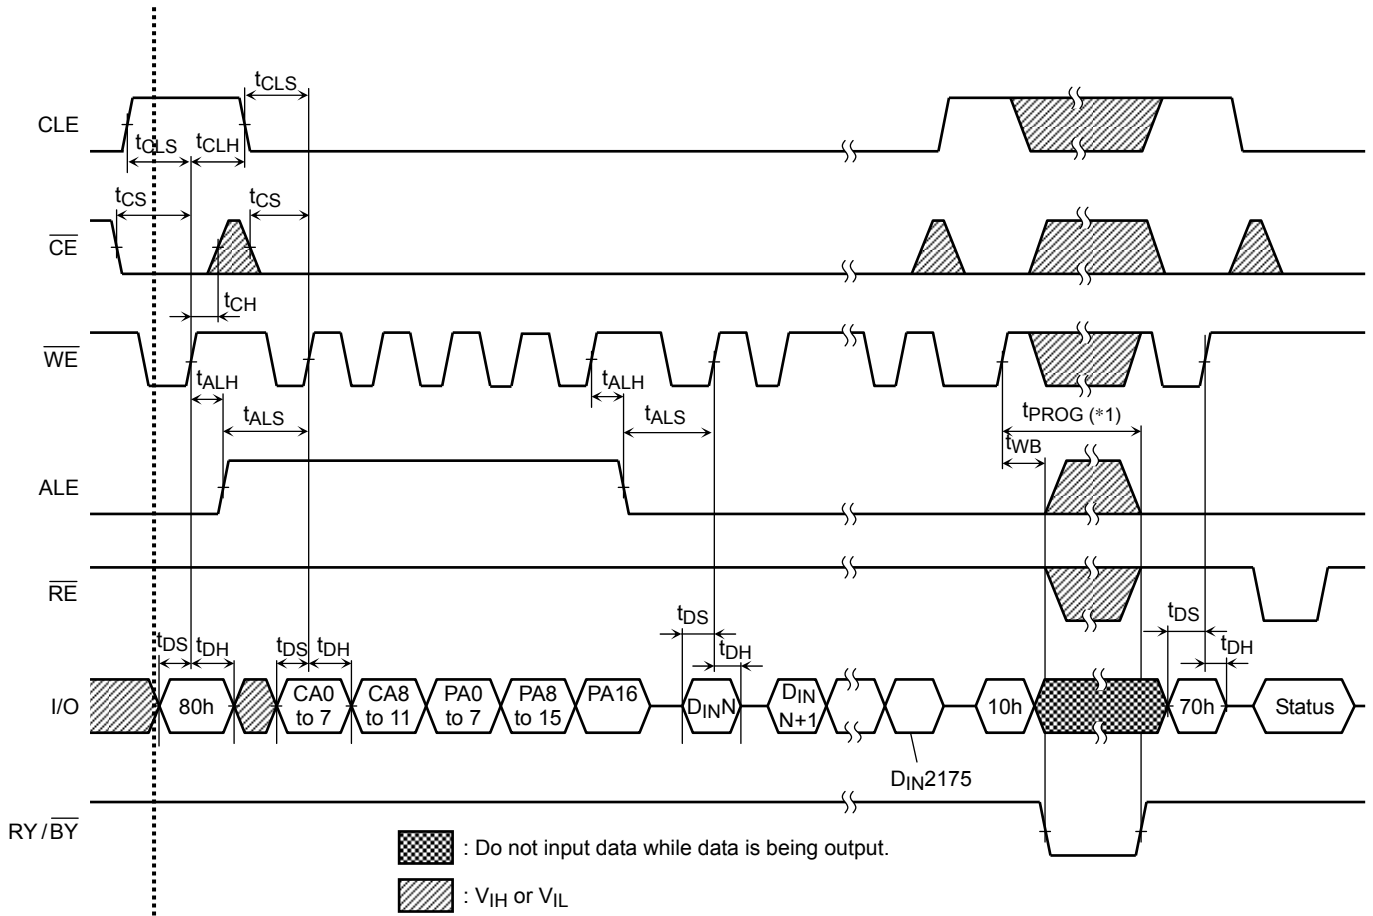 tCLS
CLE
tCLS tCLH
tCS tCS
CE
tCH
WE
tALH tALH
tALS tALS tPROG (*1)
tWB
ALE
RE
tDS tDH tDS tDH tDS tDH tDS tDH
I/O 80h CA0 to 7 CA8 to 11 PA0 to 7 PA8 to 15 PA16 DINN DIN N+1 10h 70h Status
DIN2175
RY/BY
: Do not input data while data is being output.
: VIH or VIL